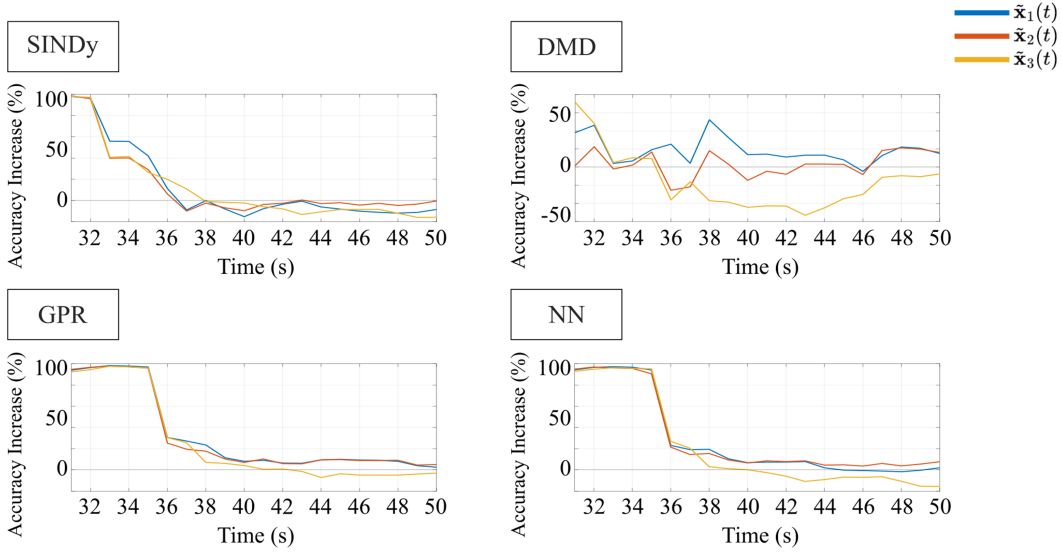 x̃₁(t)
x̃₂(t)
x̃₃(t)
SINDy
DMD
Accuracy Increase (%)
100
50
0
32 34 36 38 40 42 44 46 48 50
Time (s)
Accuracy Increase (%)
50
0
-50
32 34 36 38 40 42 44 46 48 50
Time (s)
GPR
NN
Accuracy Increase (%)
100
50
0
32 34 36 38 40 42 44 46 48 50
Time (s)
Accuracy Increase (%)
100
50
0
32 34 36 38 40 42 44 46 48 50
Time (s)